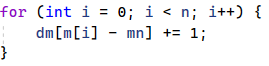 for (int i = 0; i < n; i++) {
    dm[m[i] - mn] += 1;
}